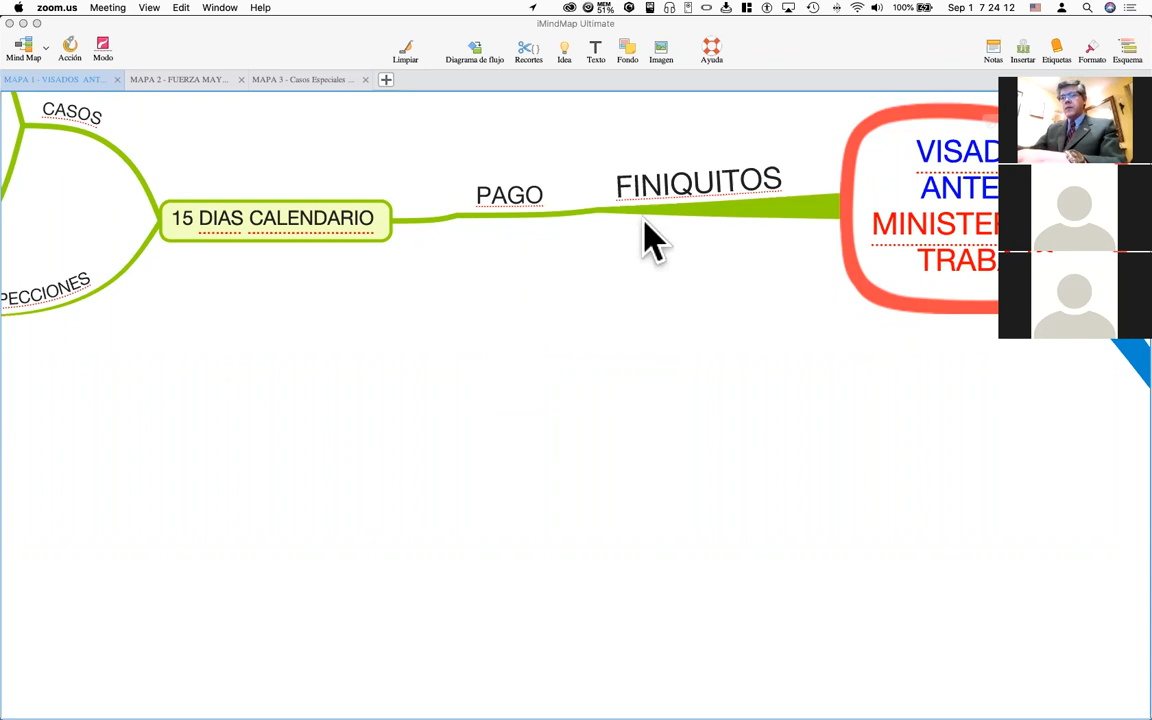 zoom.us Meeting View Edit Window Help
MEM 51% 100% Sep 1 7 24 12
iMindMap Ultimate
Mind Map Acción Modo Limpiar Diagrama de flujo Recortes Idea Texto Fondo Imagen Ayuda Notas Insertar Etiquetas Formato Esquema
MAPA 1 - VISADOS ANT... MAPA 2 - FUERZA MAY... MAPA 3 - Casos Especiales ...
CASOS
15 DIAS CALENDARIO
PECCIONES
PAGO
FINIQUITOS
VISAD
ANTE
MINISTE
TRABA